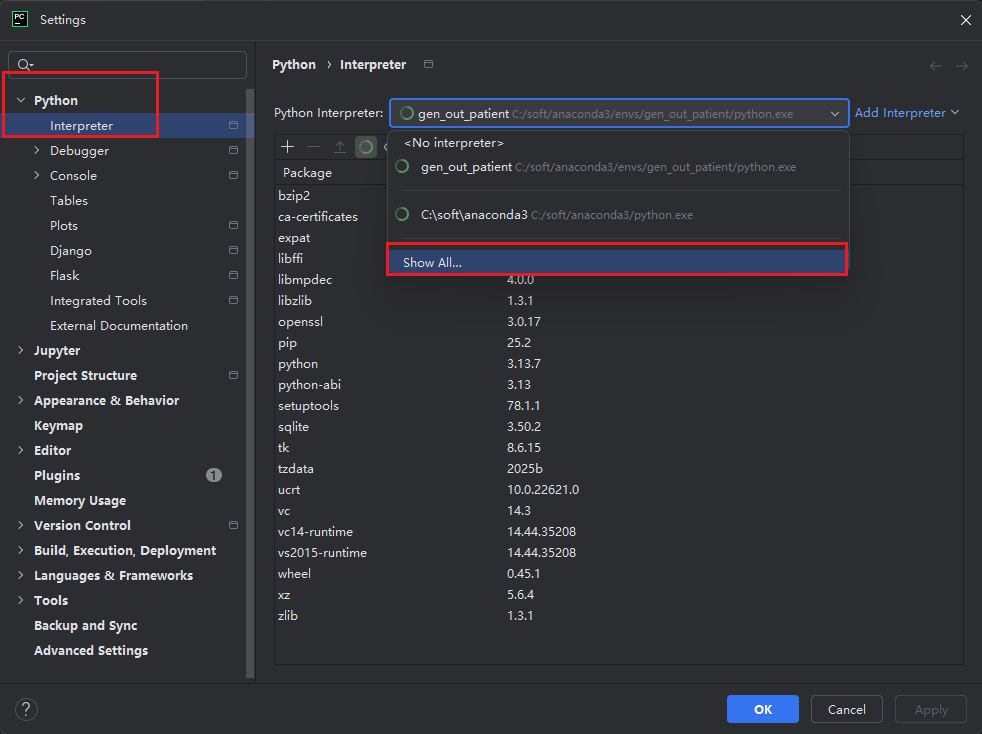 PC
Settings
Python › Interpreter
Python
Interpreter
Debugger
Console
Tables
Plots
Django
Flask
Integrated Tools
External Documentation
Jupyter
Project Structure
Appearance & Behavior
Keymap
Editor
Plugins 1
Memory Usage
Version Control
Build, Execution, Deployment
Languages & Frameworks
Tools
Backup and Sync
Advanced Settings
Python Interpreter: gen_out_patient C:/soft/anaconda3/envs/gen_out_patient/python.exe Add Interpreter
<No interpreter>
gen_out_patient C:/soft/anaconda3/envs/gen_out_patient/python.exe
C:\soft\anaconda3 C:/soft/anaconda3/python.exe
Show All...
Package
bzip2
ca-certificates
expat
libffi
libmpdec 4.0.0
libzlib 1.3.1
openssl 3.0.17
pip 25.2
python 3.13.7
python-abi 3.13
setuptools 78.1.1
sqlite 3.50.2
tk 8.6.15
tzdata 2025b
ucrt 10.0.22621.0
vc 14.3
vc14-runtime 14.44.35208
vs2015-runtime 14.44.35208
wheel 0.45.1
xz 5.6.4
zlib 1.3.1
?
OK Cancel Apply